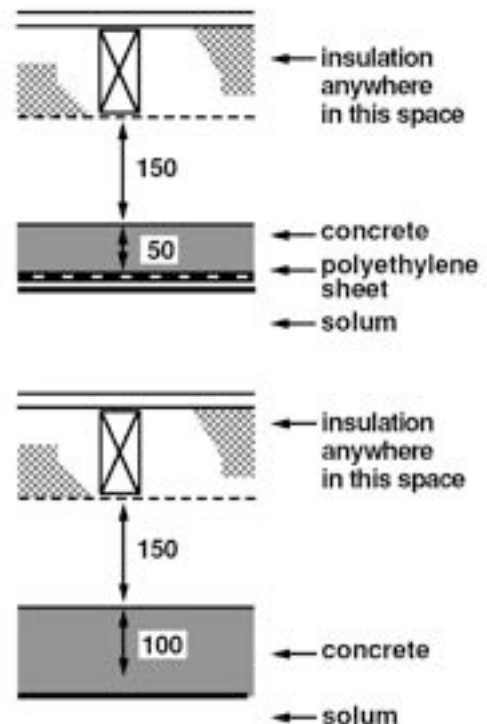 insulation
anywhere
in this space
150
concrete
50
polyethylene
sheet
solum
insulation
anywhere
in this space
150
100
concrete
solum